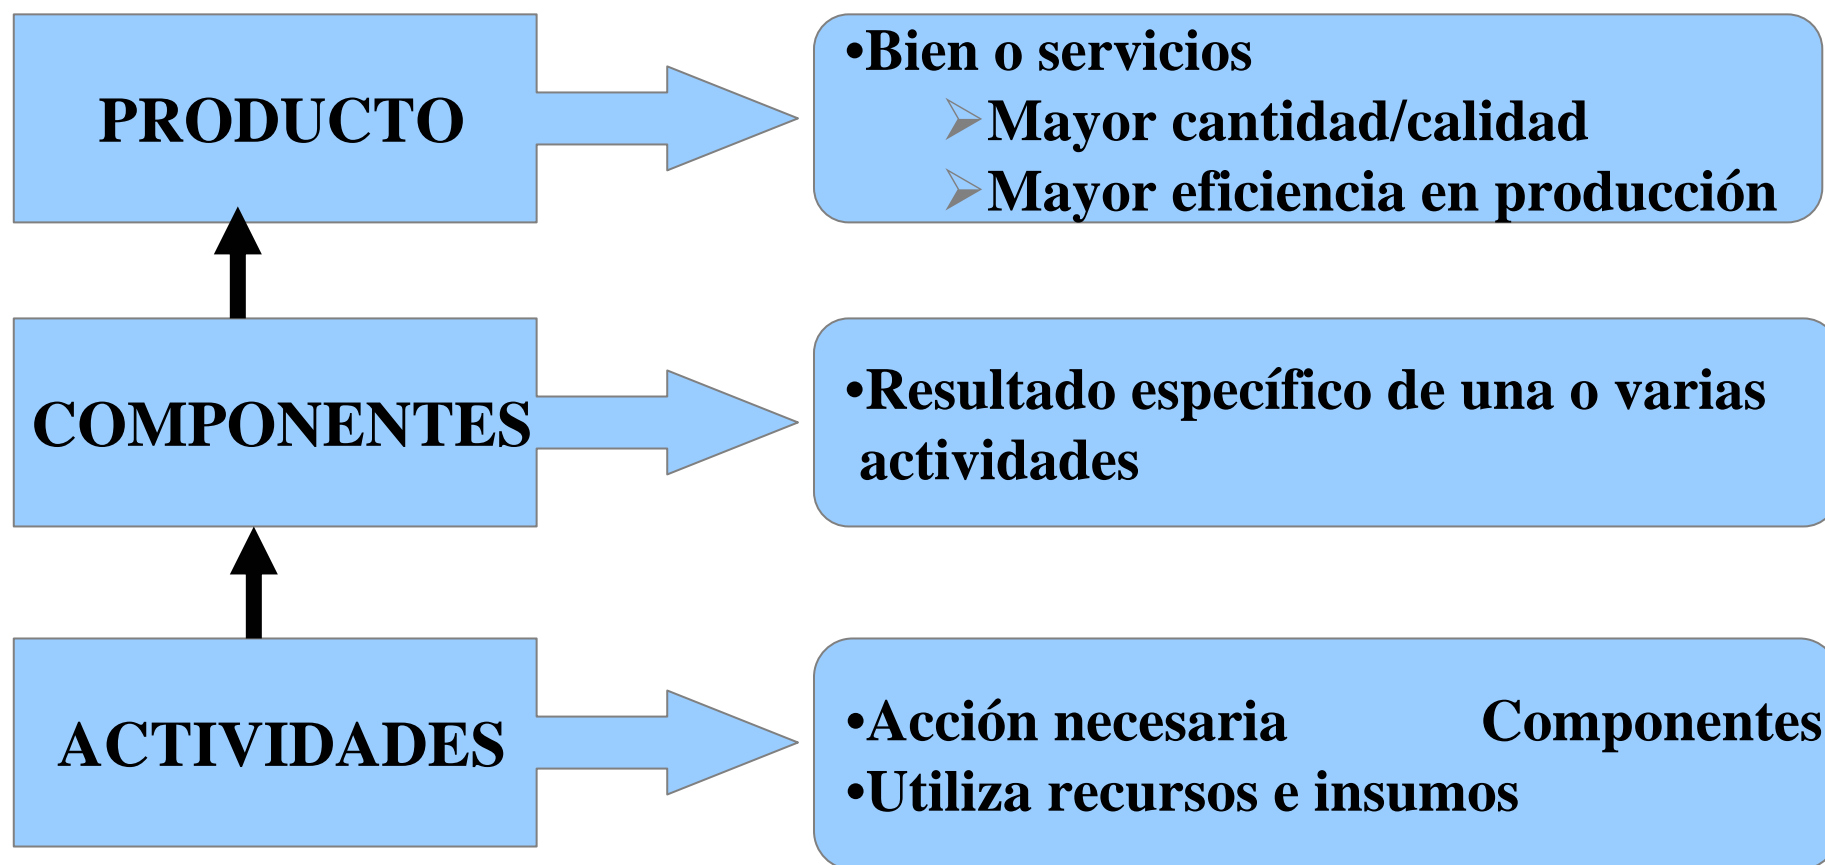 PRODUCTO
•Bien o servicios
➢Mayor cantidad/calidad
➢Mayor eficiencia en producción
COMPONENTES
•Resultado específico de una o varias
actividades
ACTIVIDADES
•Acción necesaria Componentes
•Utiliza recursos e insumos